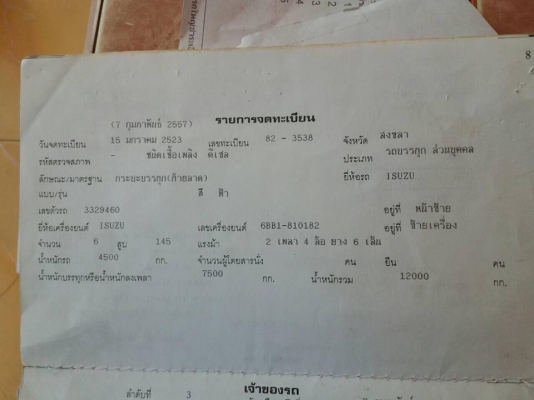 8
(7 กุมภาพันธ์ 2557) รายการจดทะเบียน
วันจดทะเบียน 15 มกราคม 2523 เลขทะเบียน 82 - 3538 จังหวัด สงขลา
รหัสตรวจสภาพ - ชนิดเชื้อเพลิง ดีเซล ประเภท รถบรรทุก ส่วนบุคคล
ลักษณะ/มาตรฐาน กระบะบรรทุก(ท้ายลาด) ยี่ห้อรถ ISUZU
แบบ/รุ่น สี ฟ้า
เลขตัวรถ 3329460 อยู่ที่ หน้าซ้าย
ยี่ห้อเครื่องยนต์ ISUZU เลขเครื่องยนต์ 6BB1-810182 อยู่ที่ ซ้ายเครื่อง
จำนวน 6 สูบ 145 แรงม้า 2 เพลา 4 ล้อ ยาง 6 เส้น
น้ำหนักรถ 4500 กก. จำนวนผู้โดยสารนั่ง คน ยืน คน
น้ำหนักบรรทุกหรือน้ำหนักลงเพลา 7500 กก. น้ำหนักรวม 12000 กก.
เจ้าของรถ
ลำดับที่ 3